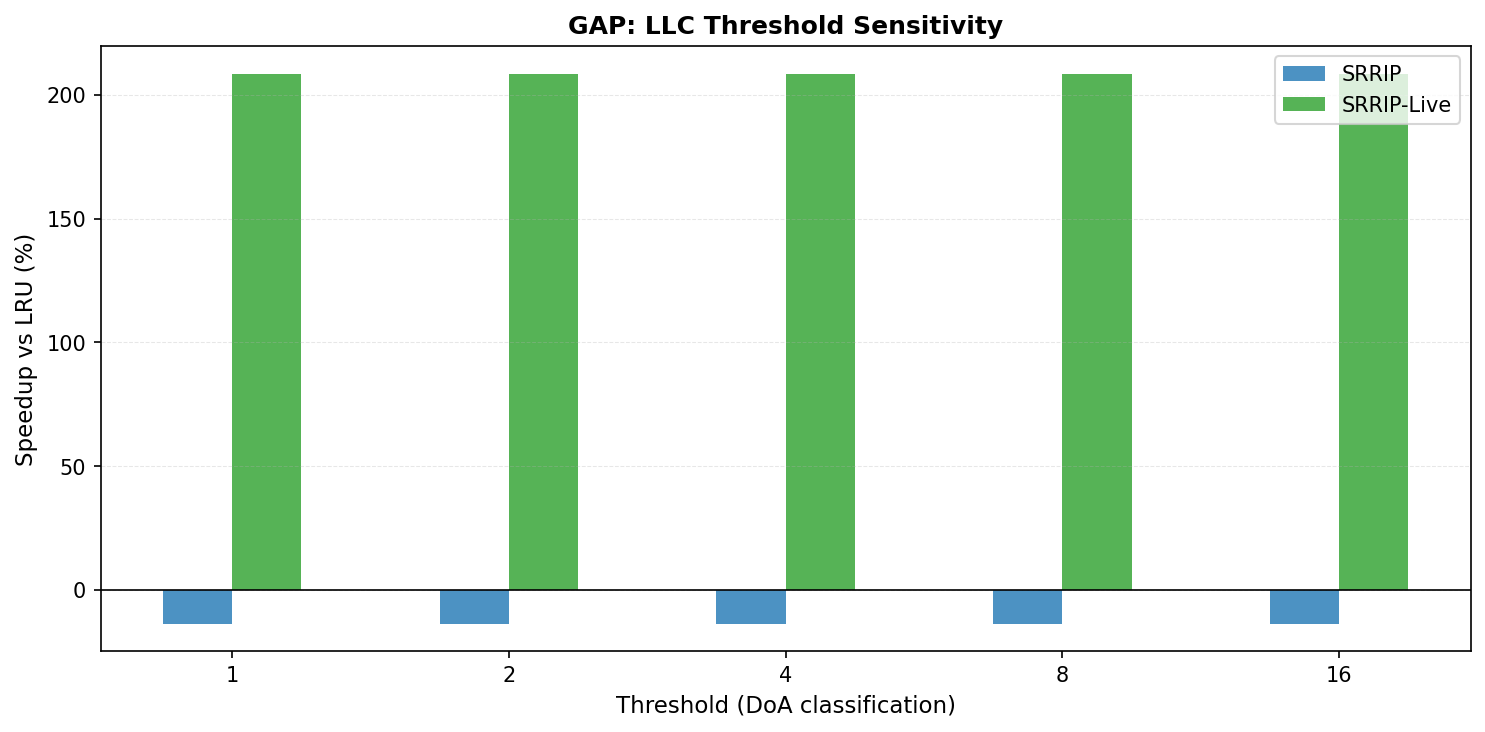 GAP: LLC Threshold Sensitivity
SRRIP
SRRIP-Live
Speedup vs LRU (%)
200
150
100
50
0
1 2 4 8 16
Threshold (DoA classification)